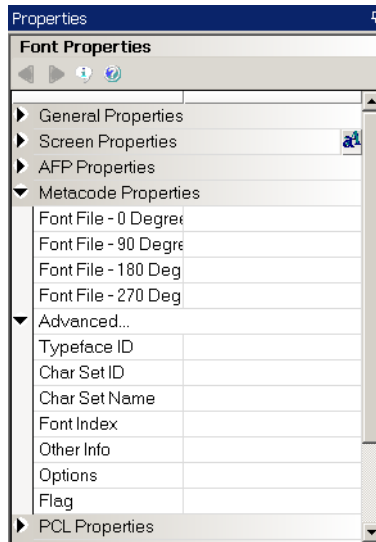 Properties
Font Properties
General Properties
Screen Properties
AFP Properties
Metacode Properties
Font File - 0 Degree
Font File - 90 Degre
Font File - 180 Deg
Font File - 270 Deg
Advanced...
Typeface ID
Char Set ID
Char Set Name
Font Index
Other Info
Options
Flag
PCL Properties